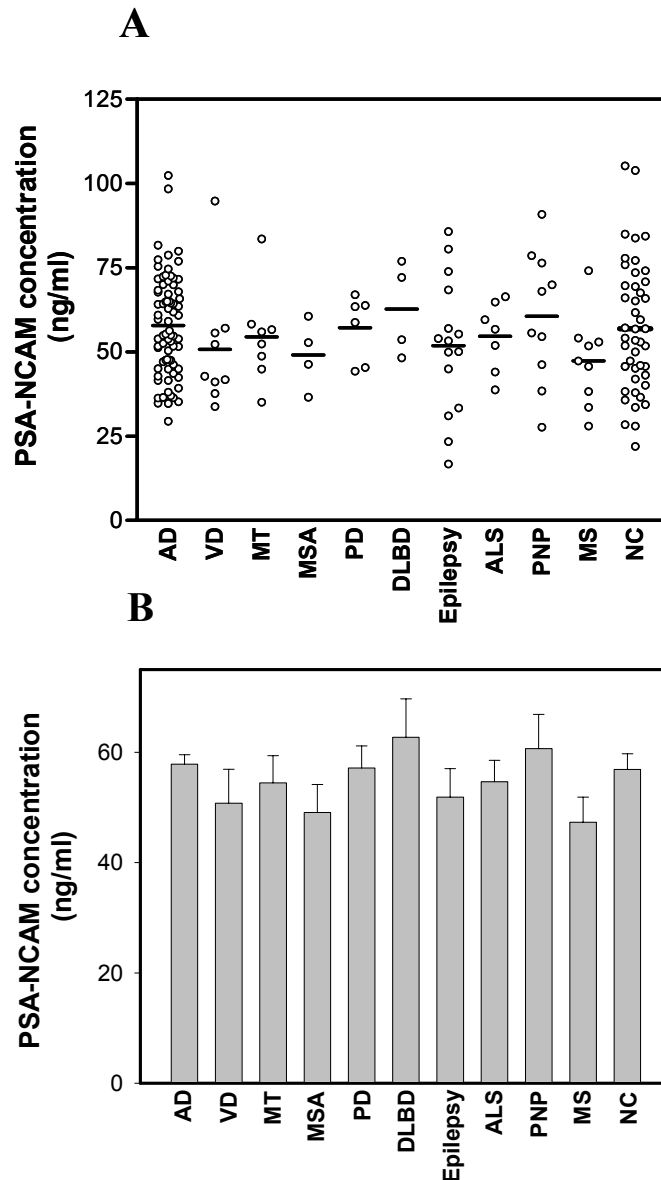 A
PSA-NCAM concentration
(ng/ml)
125
100
75
50
25
0
AD VD MT MSA PD DLBD Epilepsy ALS PNP MS NC
B
PSA-NCAM concentration
(ng/ml)
60
40
20
0
AD VD MT MSA PD DLBD Epilepsy ALS PNP MS NC